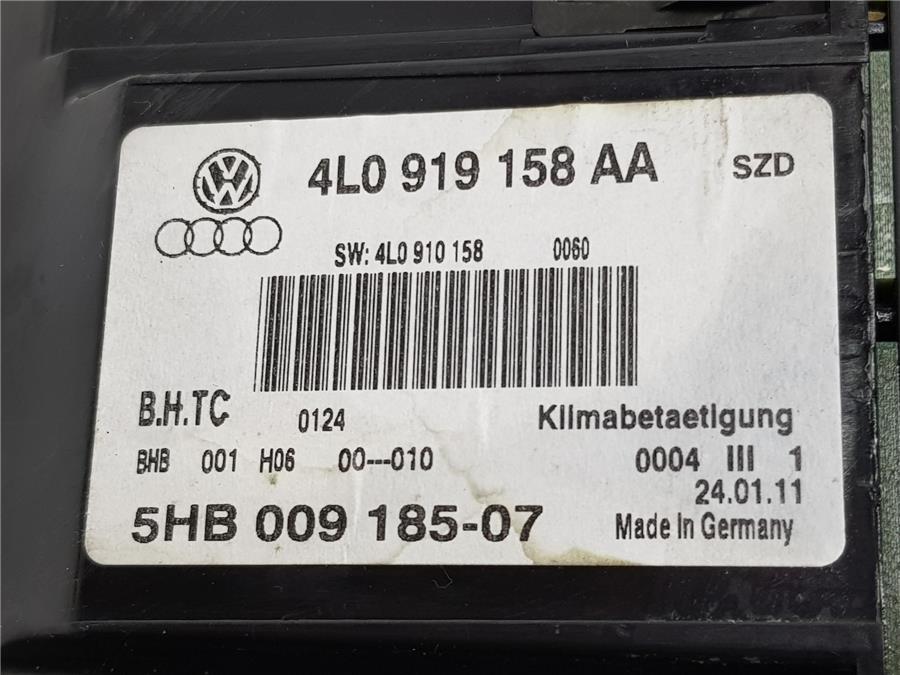 VW
4L0 919 158 AA SZD
SW: 4L0 910 158 0060
B.H.TC 0124 Klimabetaetigung
BHB 001 H06 00---010 0004 III 1
24.01.11
5HB 009 185-07 Made In Germany